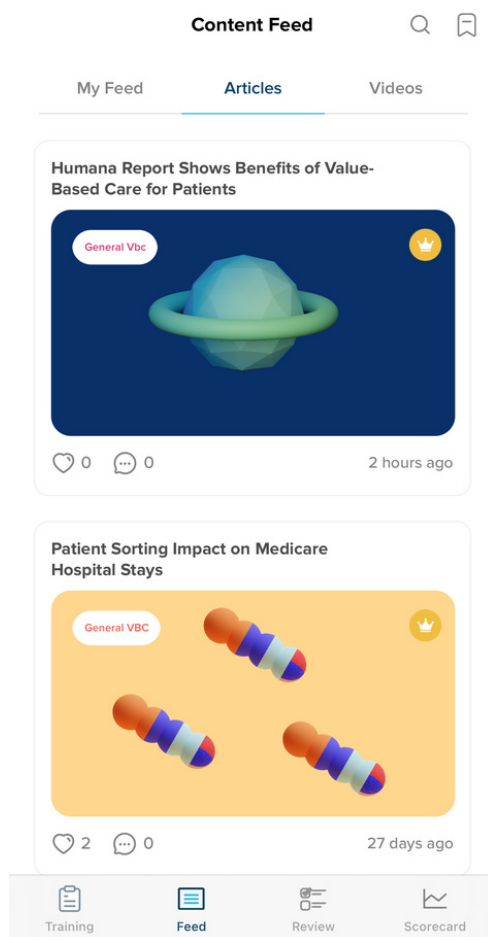 Content Feed
My Feed
Articles
Videos
Humana Report Shows Benefits of Value-
Based Care for Patients
General Vbc
0
0
2 hours ago
Patient Sorting Impact on Medicare
Hospital Stays
General VBC
2
0
27 days ago
Training
Feed
Review
Scorecard